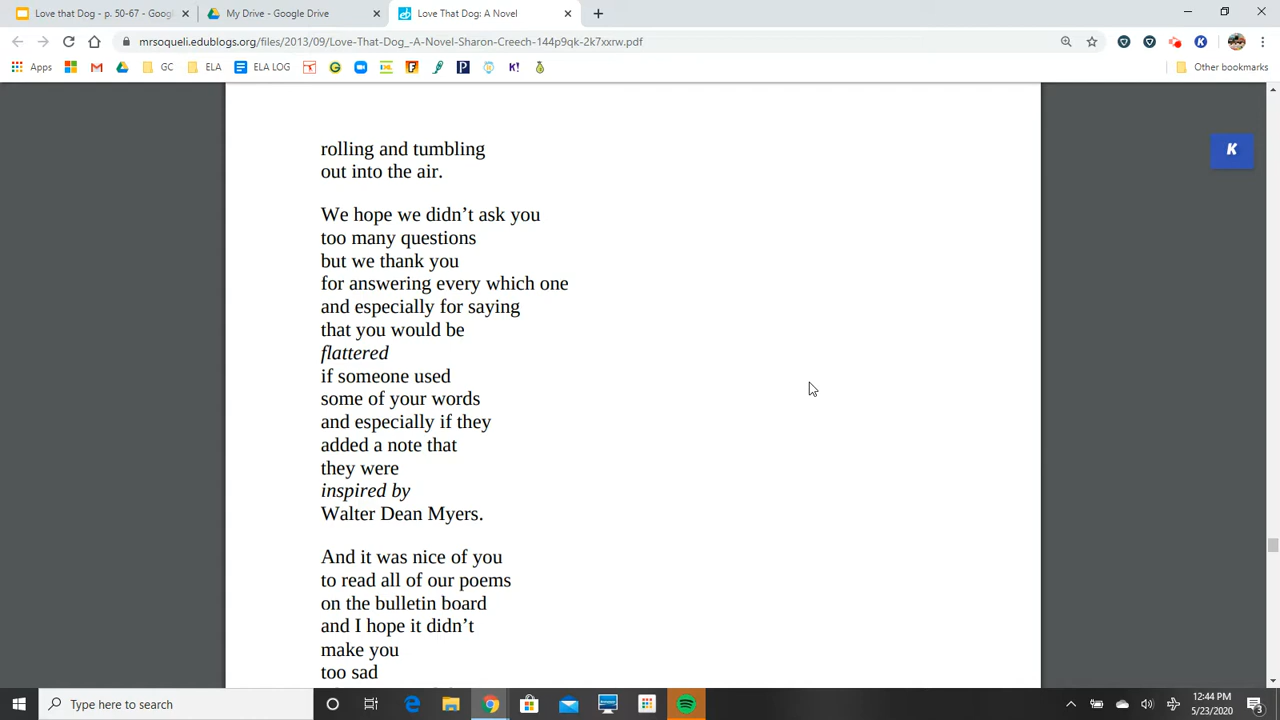 Love that Dog - p. 50-67 - Googl
My Drive - Google Drive
Love That Dog: A Novel
mrsoqueli.edublogs.org/files/2013/09/Love-That-Dog_-A-Novel-Sharon-Creech-144p9qk-2k7xxrw.pdf
Apps
GC
ELA
ELA LOG
K!
Other bookmarks
K
rolling and tumbling
out into the air.
We hope we didn’t ask you
too many questions
but we thank you
for answering every which one
and especially for saying
that you would be
flattered
if someone used
some of your words
and especially if they
added a note that
they were
inspired by
Walter Dean Myers.
And it was nice of you
to read all of our poems
on the bulletin board
and I hope it didn’t
make you
too sad
Type here to search
12:44 PM
5/23/2020
3